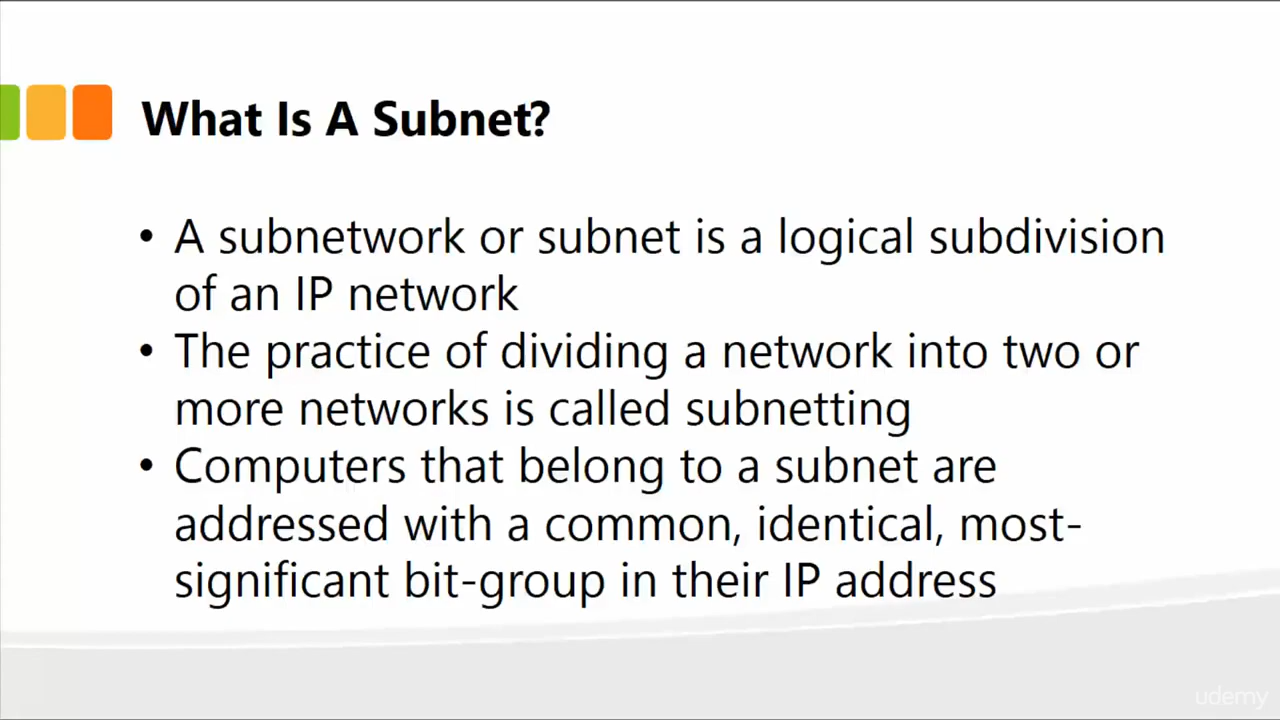 What Is A Subnet?
• A subnetwork or subnet is a logical subdivision
of an IP network
• The practice of dividing a network into two or
more networks is called subnetting
• Computers that belong to a subnet are
addressed with a common, identical, most-
significant bit-group in their IP address
udemy